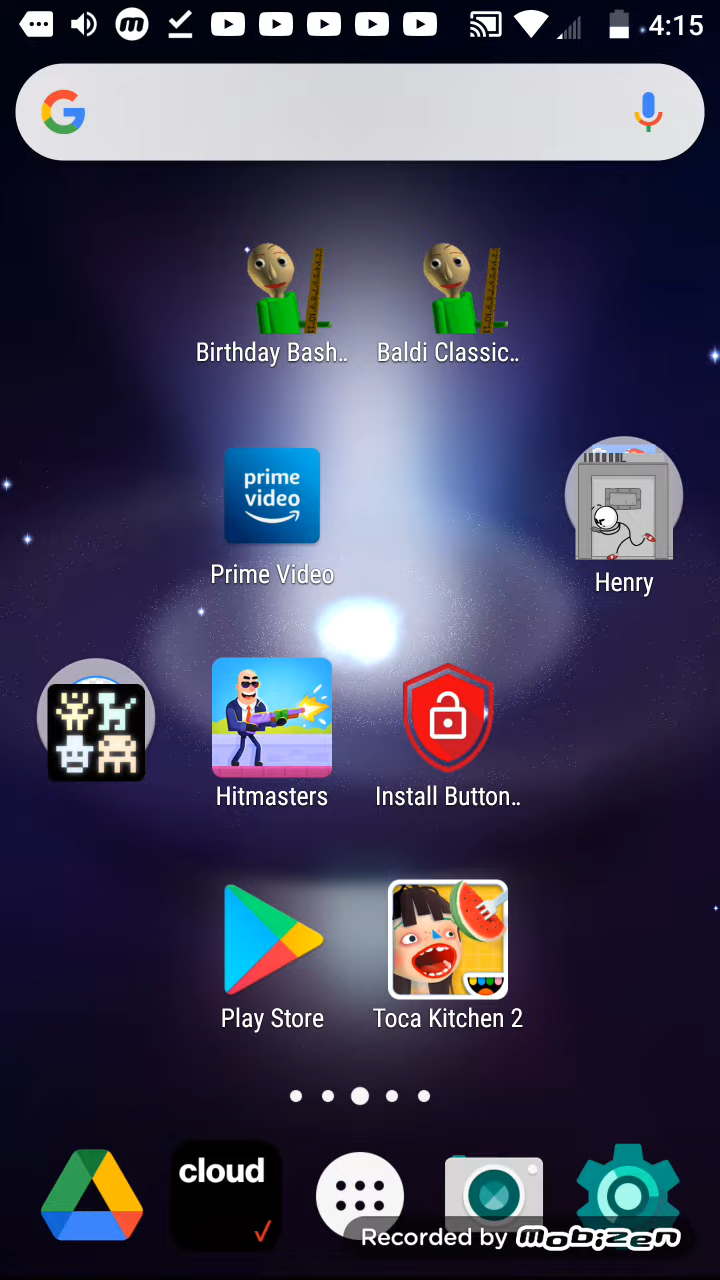 4:15
G
Birthday Bash..
Baldi Classic..
prime
video
Prime Video
Henry
Hitmasters
Install Button..
Play Store
Toca Kitchen 2
cloud
Recorded by mobizen